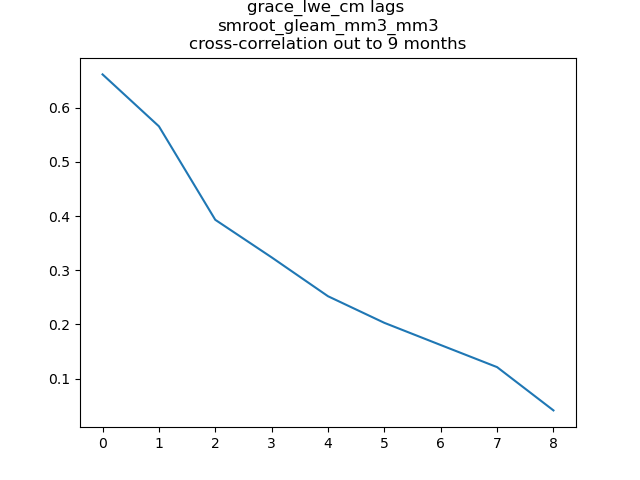 grace_lwe_cm lags
smroot_gleam_mm3_mm3
cross-correlation out to 9 months
0.6
0.5
0.4
0.3
0.2
0.1
0 1 2 3 4 5 6 7 8